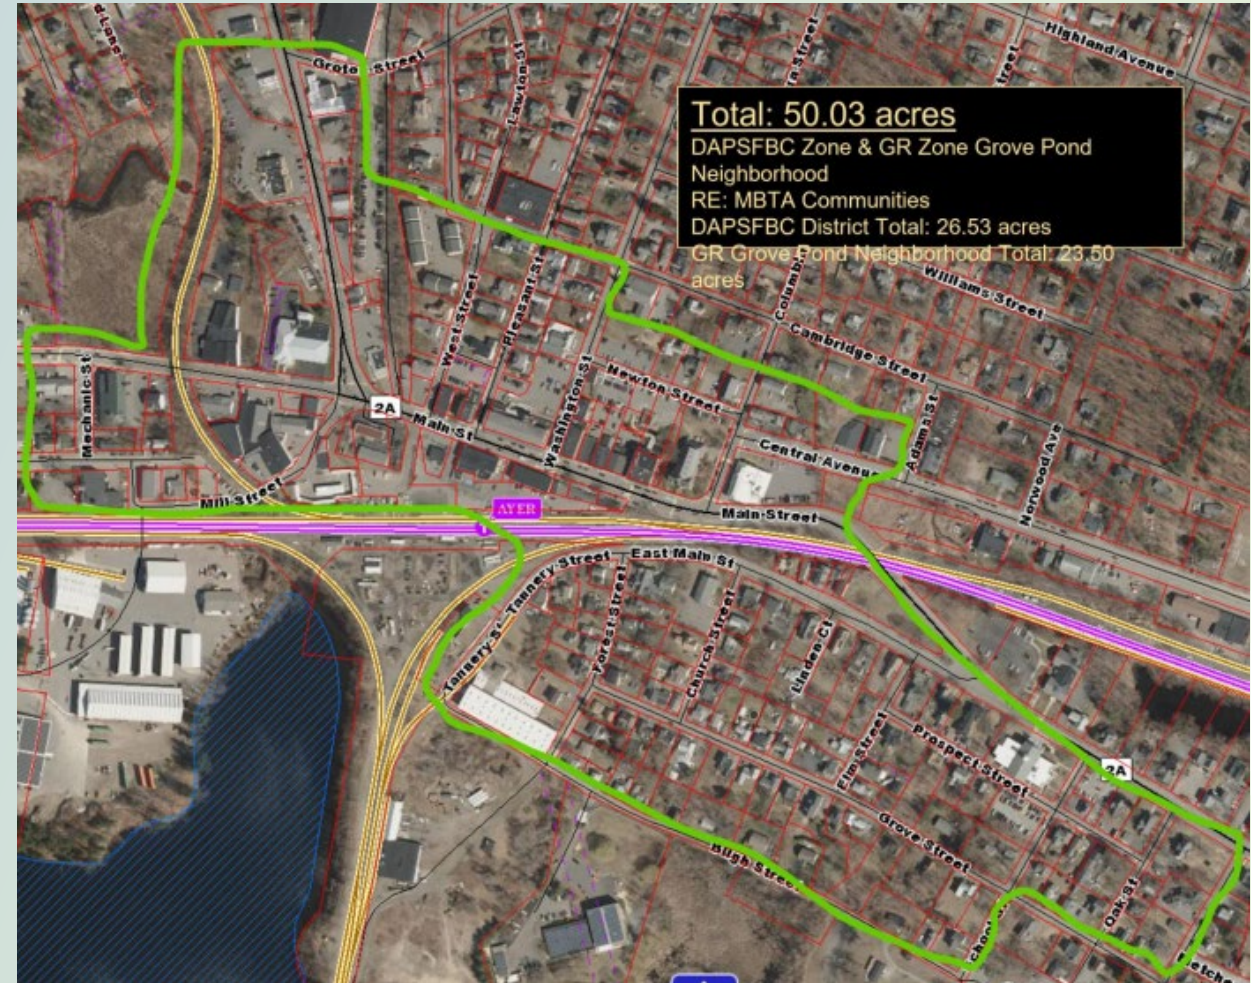 d Long
Groton Street
Lawton St
Highland Avenue
Total: 50.03 acres
DAPSFBC Zone & GR Zone Grove Pond
Neighborhood
RE: MBTA Communities
DAPSFBC District Total: 26.53 acres
GR Grove Pond Neighborhood Total: 23.50
acres
Williams Street
Cambridge Street
West Street
Pleasant St
Washington St
Newton Street
Mechanic St
2A
Main St
Central Avenue
Adam St
Norwood Ave
Mill Street
AYER
Main Street
Tannery Street
East Main St
Forest Street
Church Street
Linden Ct
Tannery St
Elm Street
Prospect Street
2A
Grove Street
Bligh Street
Oak St
Fletche